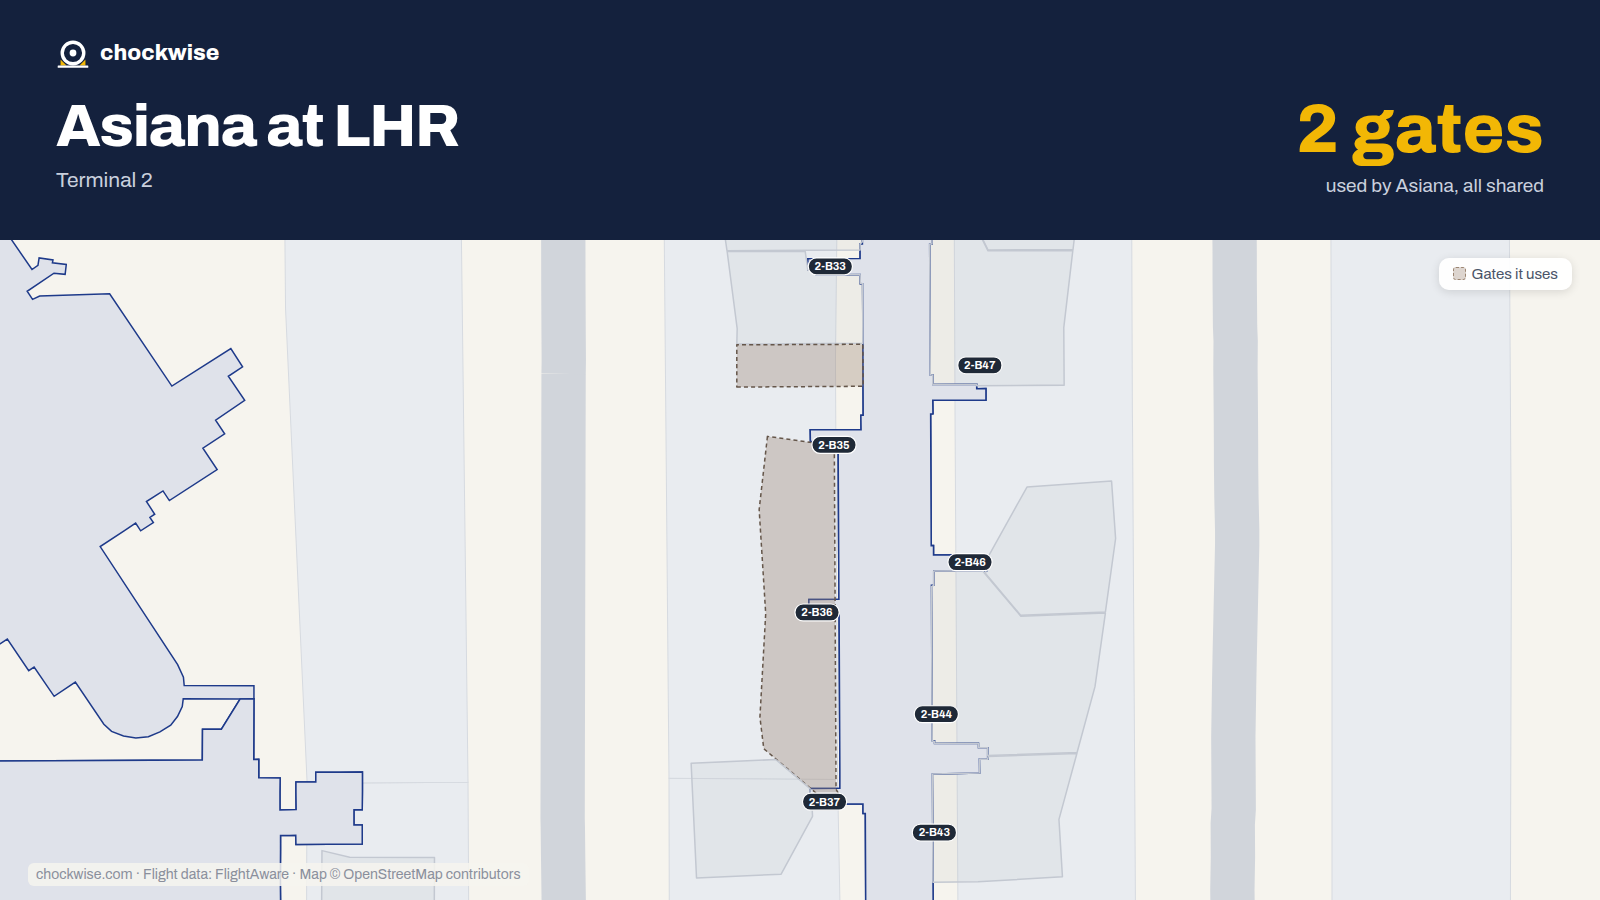 chockwise
Asiana at LHR
Terminal 2
2 gates
used by Asiana, all shared
Gates it uses
2-B33
2-B47
2-B35
2-B46
2-B36
2-B44
2-B37
2-B43
chockwise.com · Flight data: FlightAware · Map © OpenStreetMap contributors